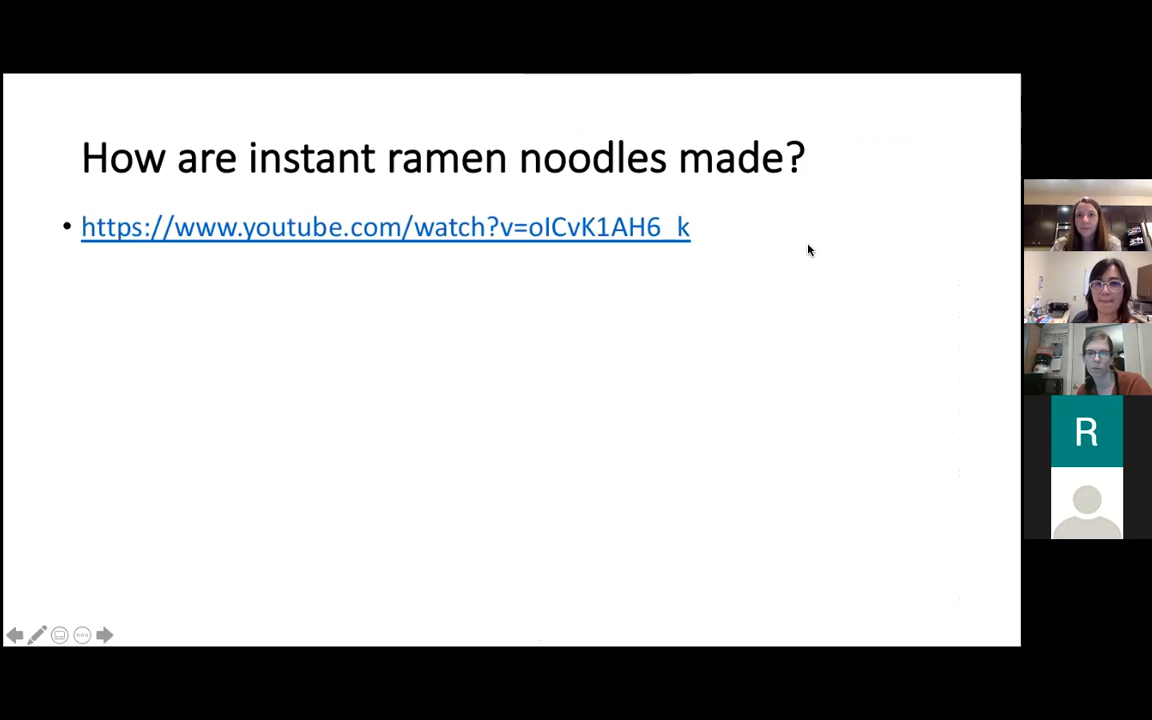 How are instant ramen noodles made?
• https://www.youtube.com/watch?v=oICvK1AH6_k
R